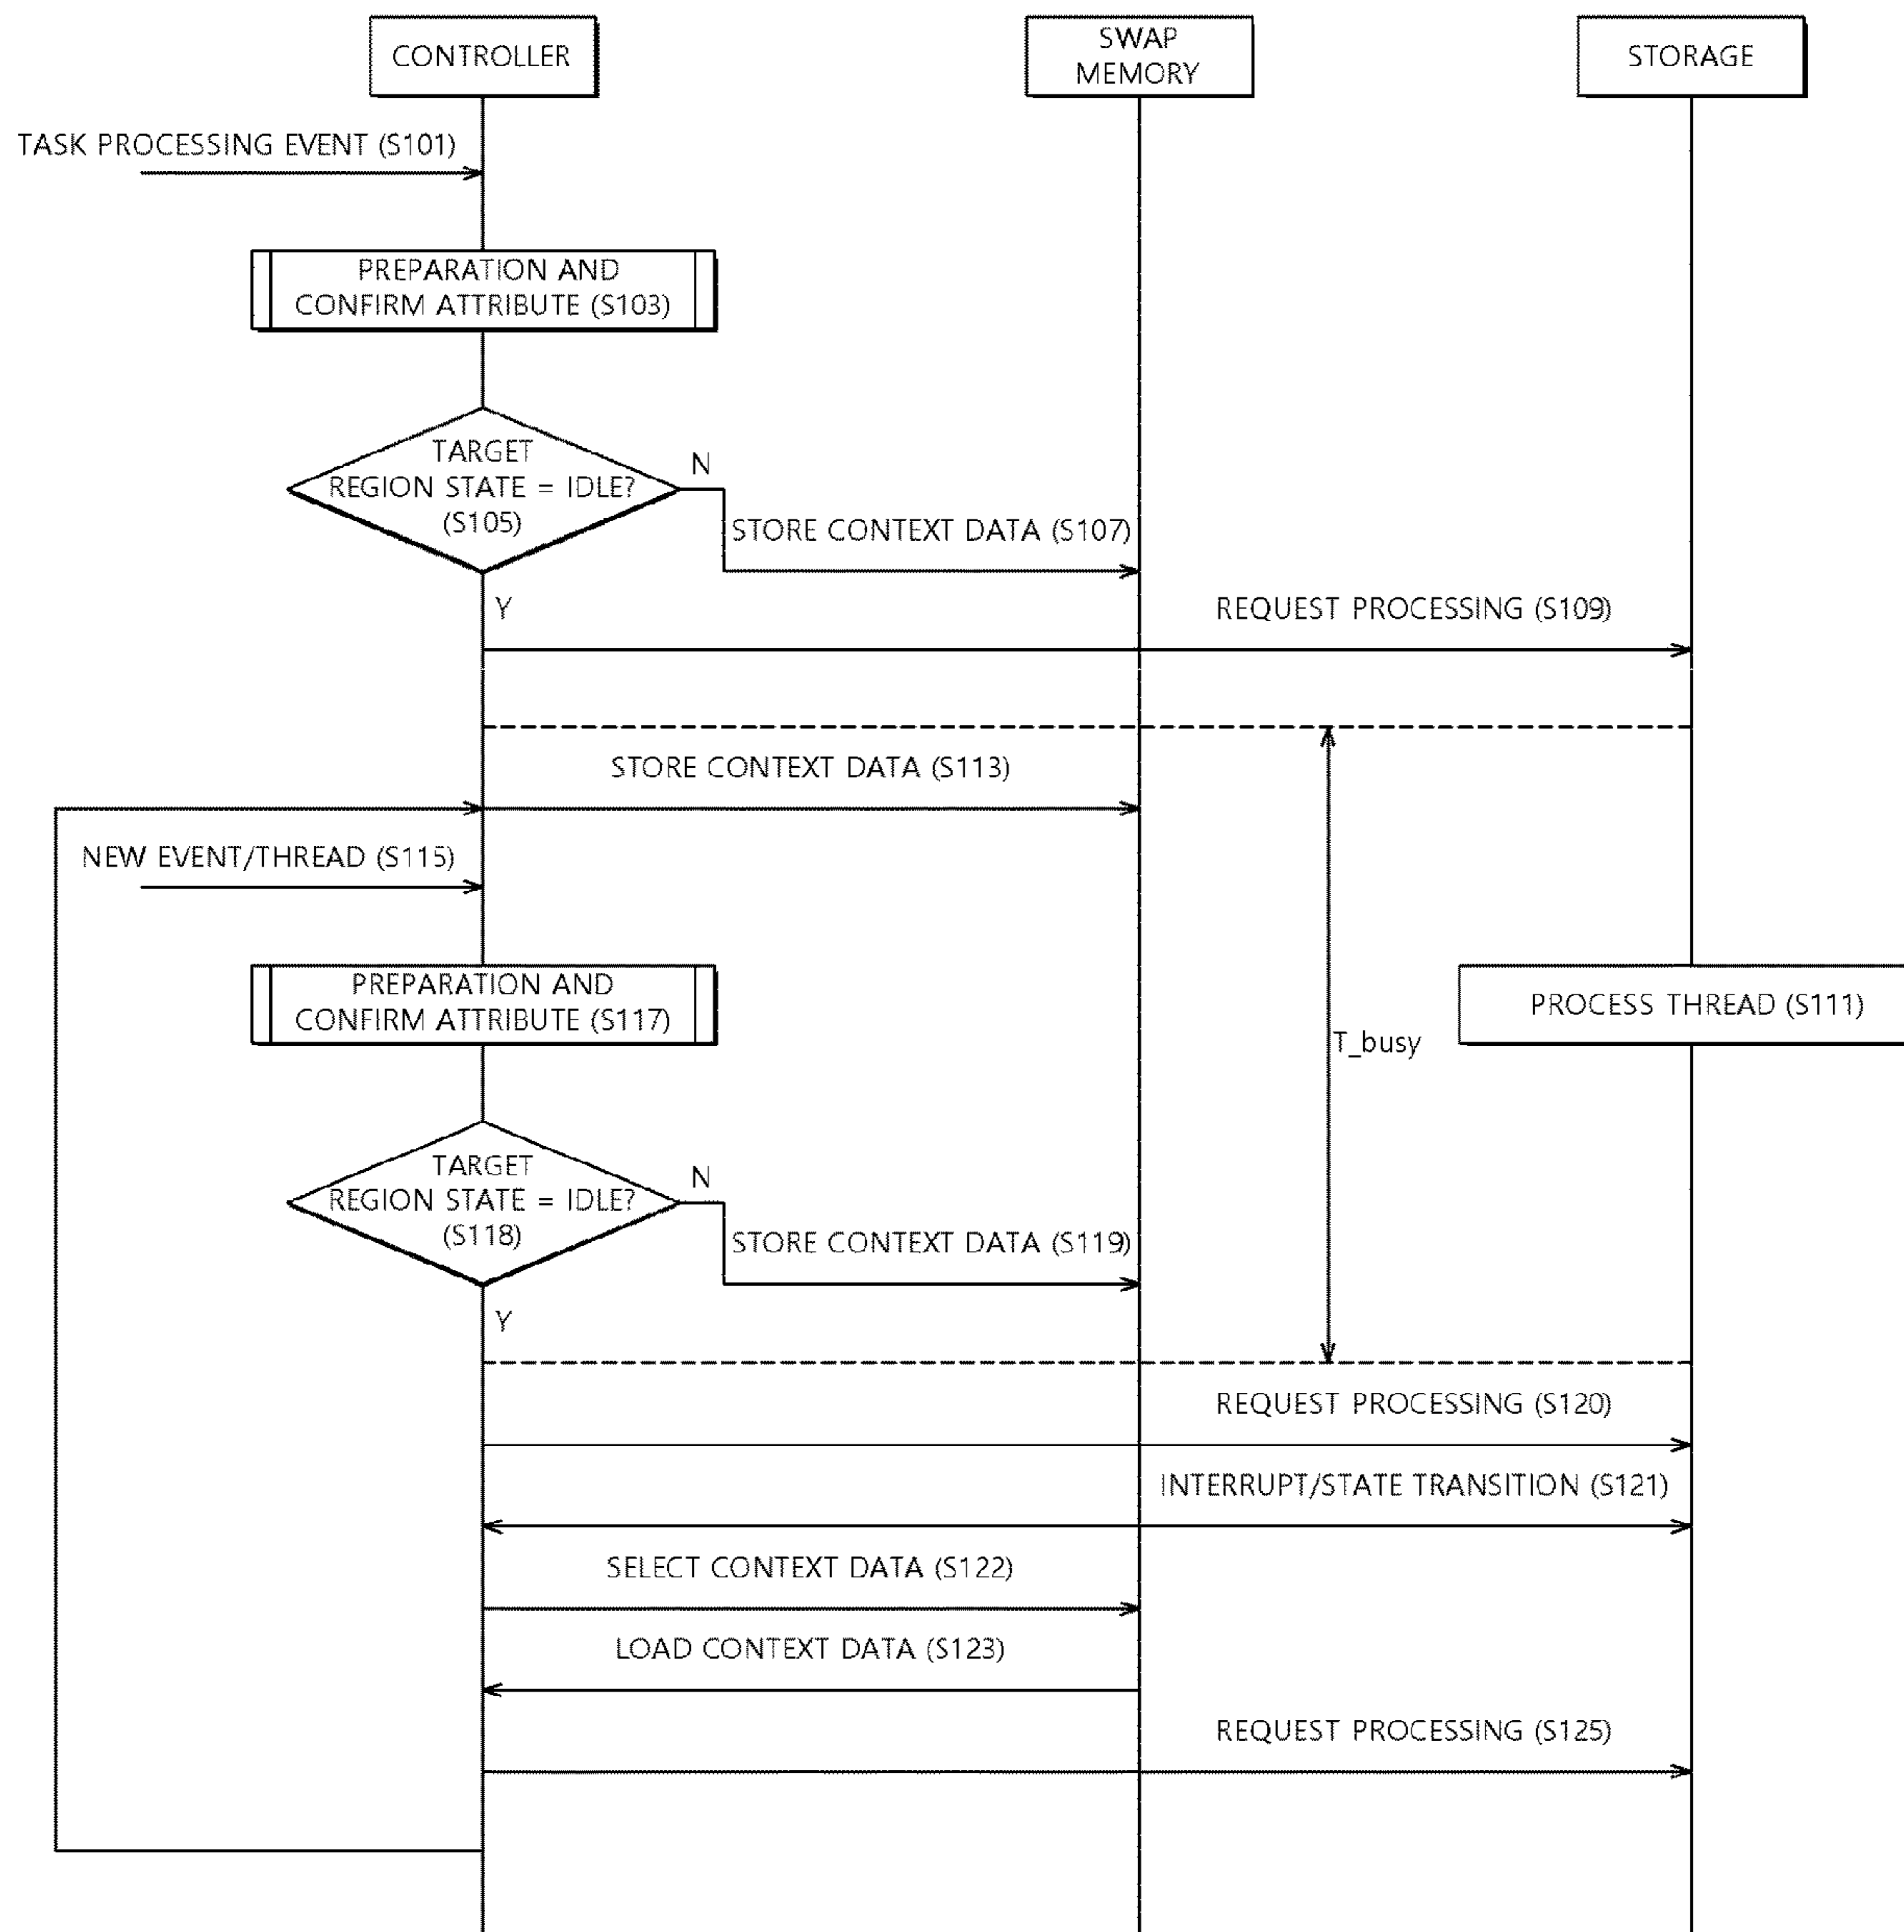 CONTROLLER
SWAP
MEMORY
STORAGE
TASK PROCESSING EVENT (S101)
PREPARATION AND
CONFIRM ATTRIBUTE (S103)
TARGET
REGION STATE = IDLE?
(S105)
N
STORE CONTEXT DATA (S107)
Y
REQUEST PROCESSING (S109)
STORE CONTEXT DATA (S113)
NEW EVENT/THREAD (S115)
PREPARATION AND
CONFIRM ATTRIBUTE (S117)
PROCESS THREAD (S111)
T_busy
TARGET
REGION STATE = IDLE?
(S118)
N
STORE CONTEXT DATA (S119)
Y
REQUEST PROCESSING (S120)
INTERRUPT/STATE TRANSITION (S121)
SELECT CONTEXT DATA (S122)
LOAD CONTEXT DATA (S123)
REQUEST PROCESSING (S125)